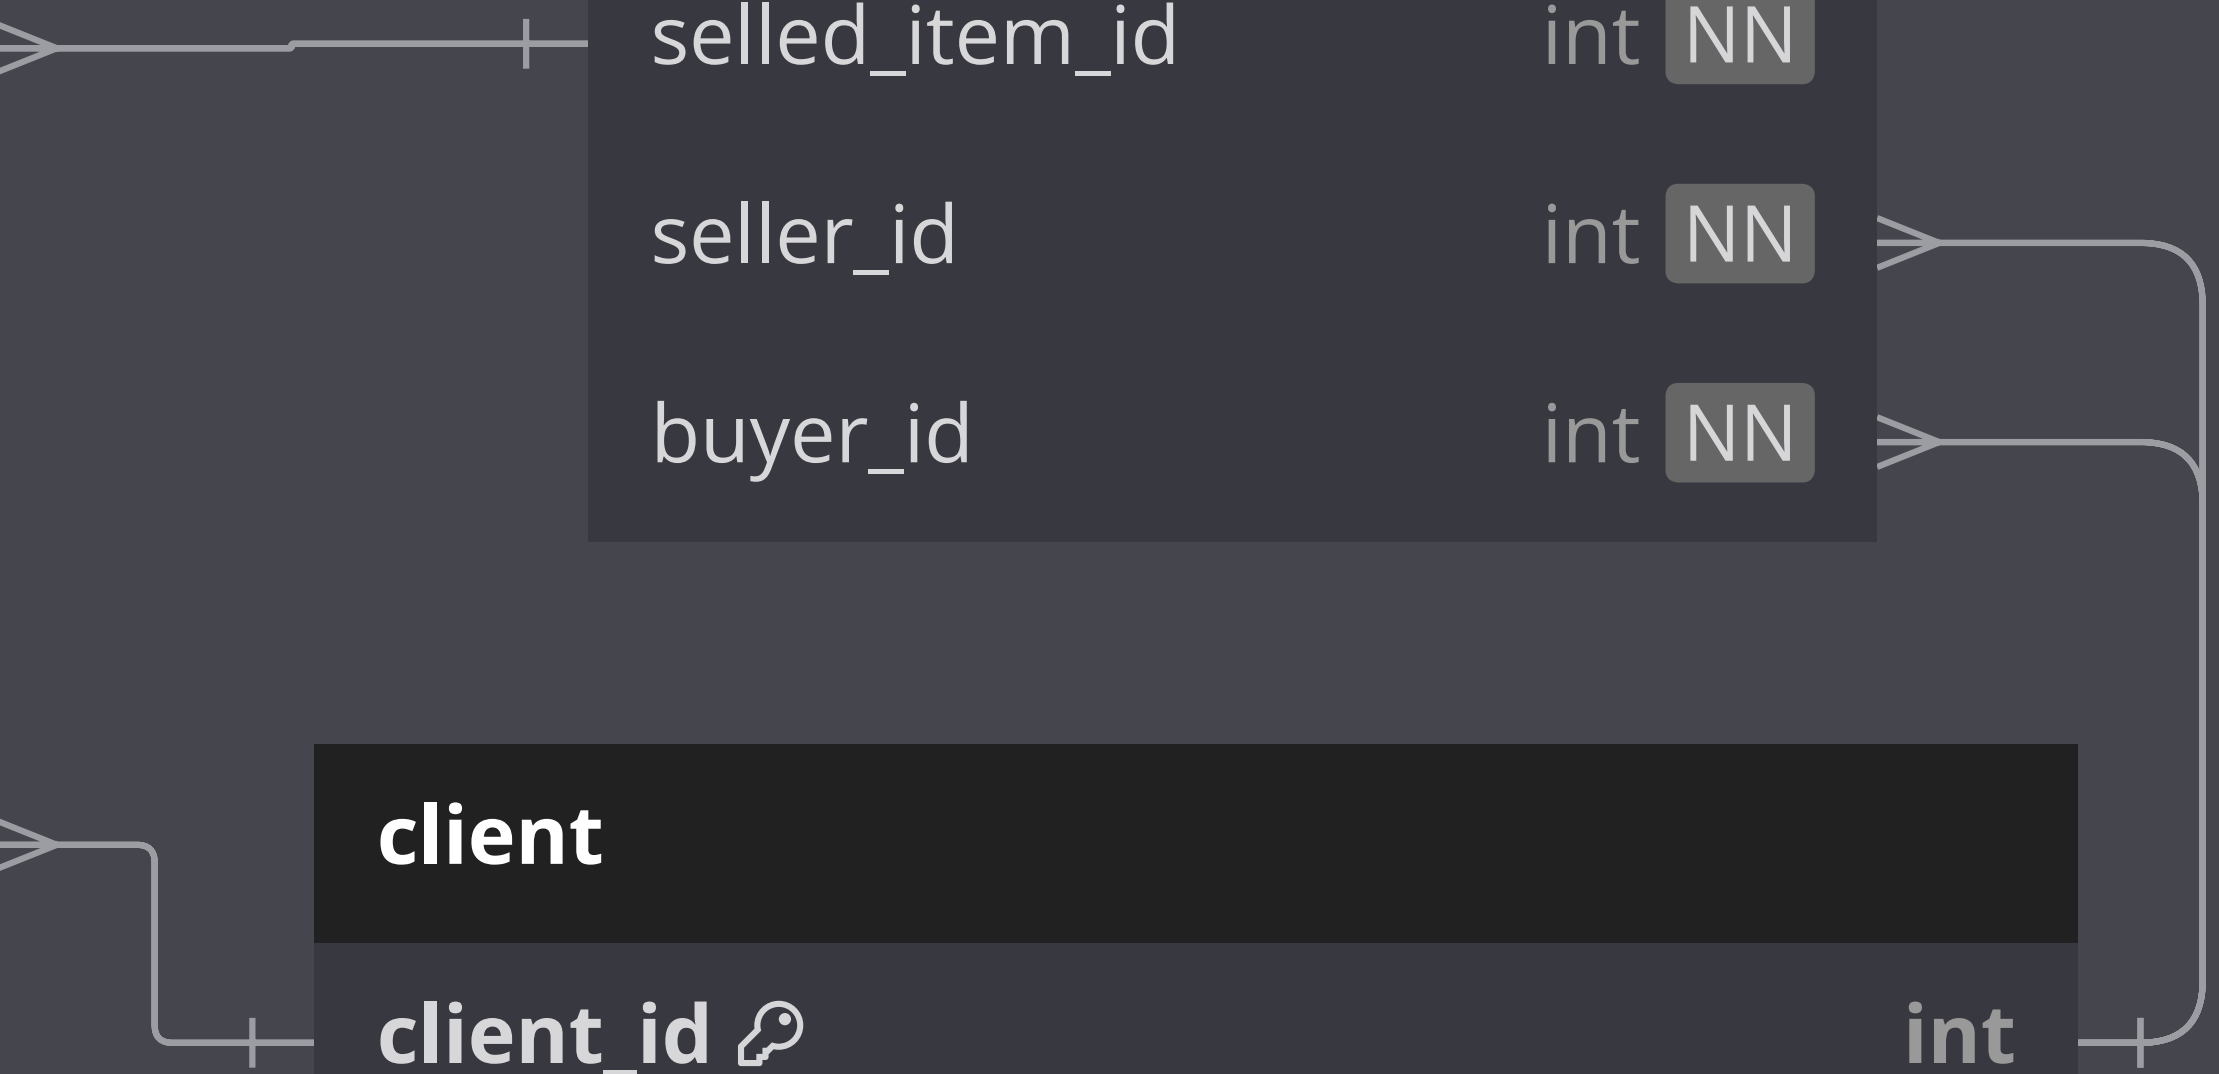 selled_item_id int NN
seller_id int NN
buyer_id int NN
client
client_id int